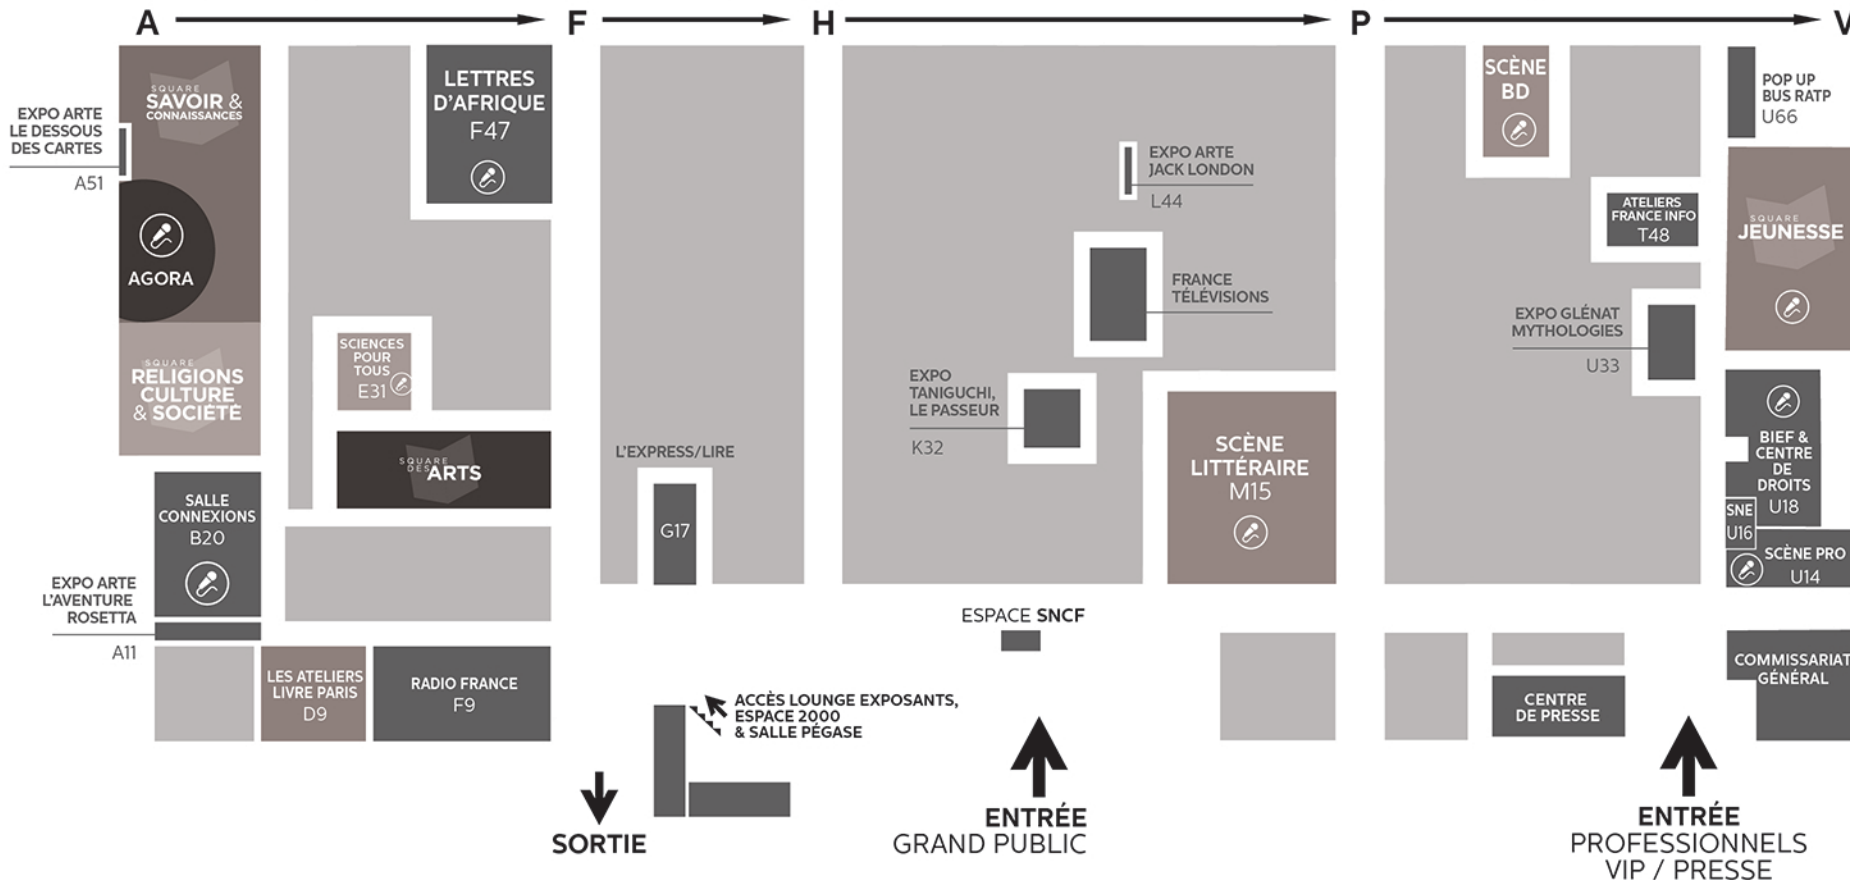 A
F
H
P
V
SQUARE
SAVOIR &
CONNAISSANCES
EXPO ARTE
LE DESSOUS
DES CARTES
A51
AGORA
SQUARE
RELIGIONS
CULTURE
& SOCIÉTÉ
SALLE
CONNEXIONS
B20
EXPO ARTE
L'AVENTURE
ROSETTA
A11
LETTRES
D'AFRIQUE
F47
SCIENCES
POUR
TOUS
E31
SQUARE
DES
ARTS
LES ATELIERS
LIVRE PARIS
D9
RADIO FRANCE
F9
L'EXPRESS/LIRE
G17
ACCÈS LOUNGE EXPOSANTS,
ESPACE 2000
& SALLE PÉGASE
SORTIE
EXPO ARTE
JACK LONDON
L44
FRANCE
TÉLÉVISIONS
EXPO
TANIGUCHI,
LE PASSEUR
K32
SCÈNE
LITTÉRAIRE
M15
ESPACE SNCF
ENTRÉE
GRAND PUBLIC
SCÈNE
BD
POP UP
BUS RATP
U66
ATELIERS
FRANCE INFO
T48
SQUARE
JEUNESSE
EXPO GLÉNAT
MYTHOLOGIES
U33
BIEF &
CENTRE
DE
DROITS
U18
SNE
U16
SCÈNE PRO
U14
COMMISSARIAT
GÉNÉRAL
CENTRE
DE PRESSE
ENTRÉE
PROFESSIONNELS
VIP / PRESSE